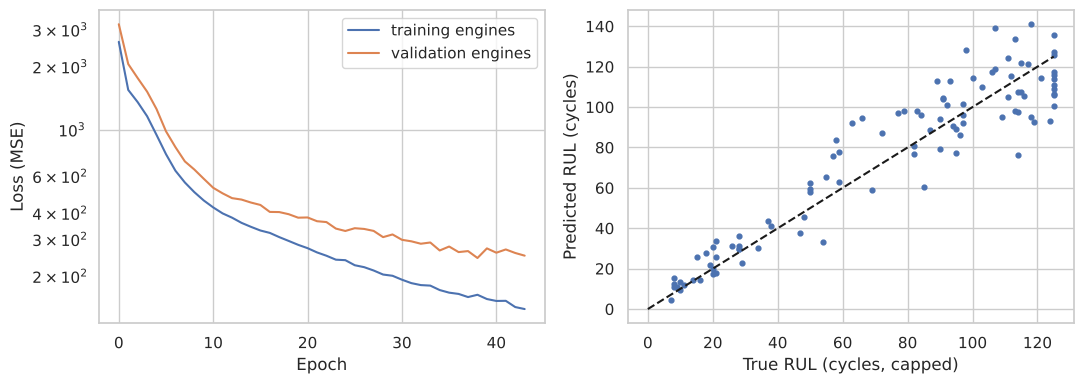 3 × 10³
2 × 10³
10³
6 × 10²
4 × 10²
3 × 10²
2 × 10²
Loss (MSE)
training engines
validation engines
0 10 20 30 40
Epoch
140
120
100
80
60
40
20
0
Predicted RUL (cycles)
0 20 40 60 80 100 120
True RUL (cycles, capped)